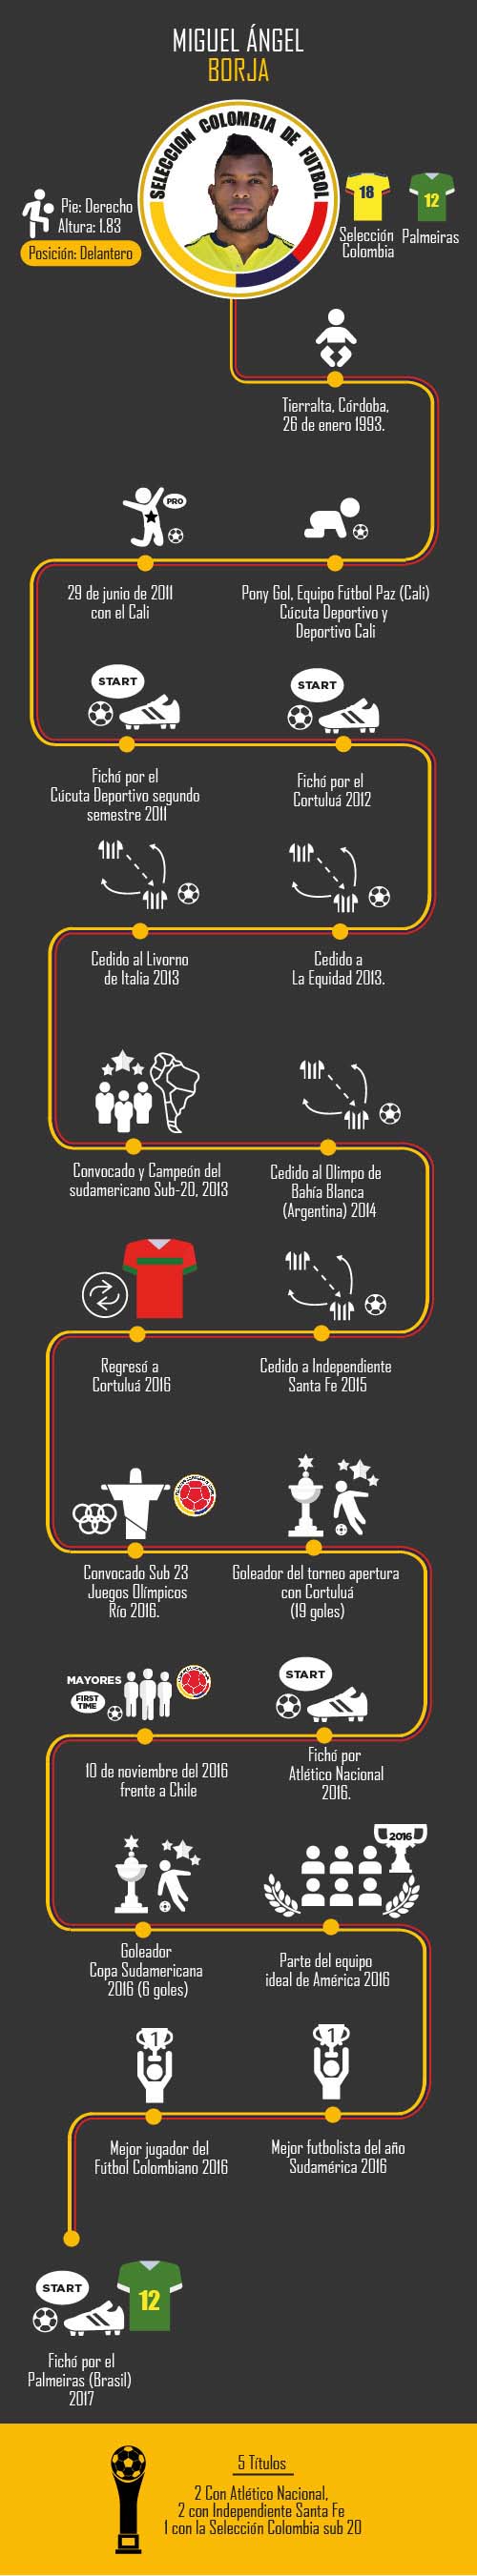 MIGUEL ÁNGEL
BORJA
SELECCION COLOMBIA DE FUTBOL
Pie: Derecho
Altura: 1.83
Posición: Delantero
18
12
Selección
Colombia
Palmeiras
Tierralta, Córdoba,
26 de enero 1993.
PRO
29 de junio de 2011
con el Cali
Pony Gol, Equipo Fútbol Paz (Cali)
Cúcuta Deportivo y
Deportivo Cali
START
START
Fichó por el
Cúcuta Deportivo segundo
semestre 2011
Fichó por el
Cortuluá 2012
Cedido al Livorno
de Italia 2013
Cedido a
La Equidad 2013.
Convocado y Campeón del
sudamericano Sub-20, 2013
Cedido al Olimpo de
Bahía Blanca
(Argentina) 2014
Regresó a
Cortuluá 2016
Cedido a Independiente
Santa Fe 2015
Convocado Sub 23
Juegos Olímpicos
Río 2016.
Goleador del torneo apertura
con Cortuluá
(19 goles)
MAYORES
FIRST
TIME
START
10 de noviembre del 2016
frente a Chile
Fichó por
Atlético Nacional
2016.
2016
Goleador
Copa Sudamericana
2016 (6 goles)
Parte del equipo
ideal de América 2016
1
1
Mejor jugador del
Fútbol Colombiano 2016
Mejor futbolista del año
Sudamérica 2016
START
12
Fichó por el
Palmeiras (Brasil)
2017
5 Títulos
2 Con Atlético Nacional,
2 con Independiente Santa Fe
1 con la Selección Colombia sub 20